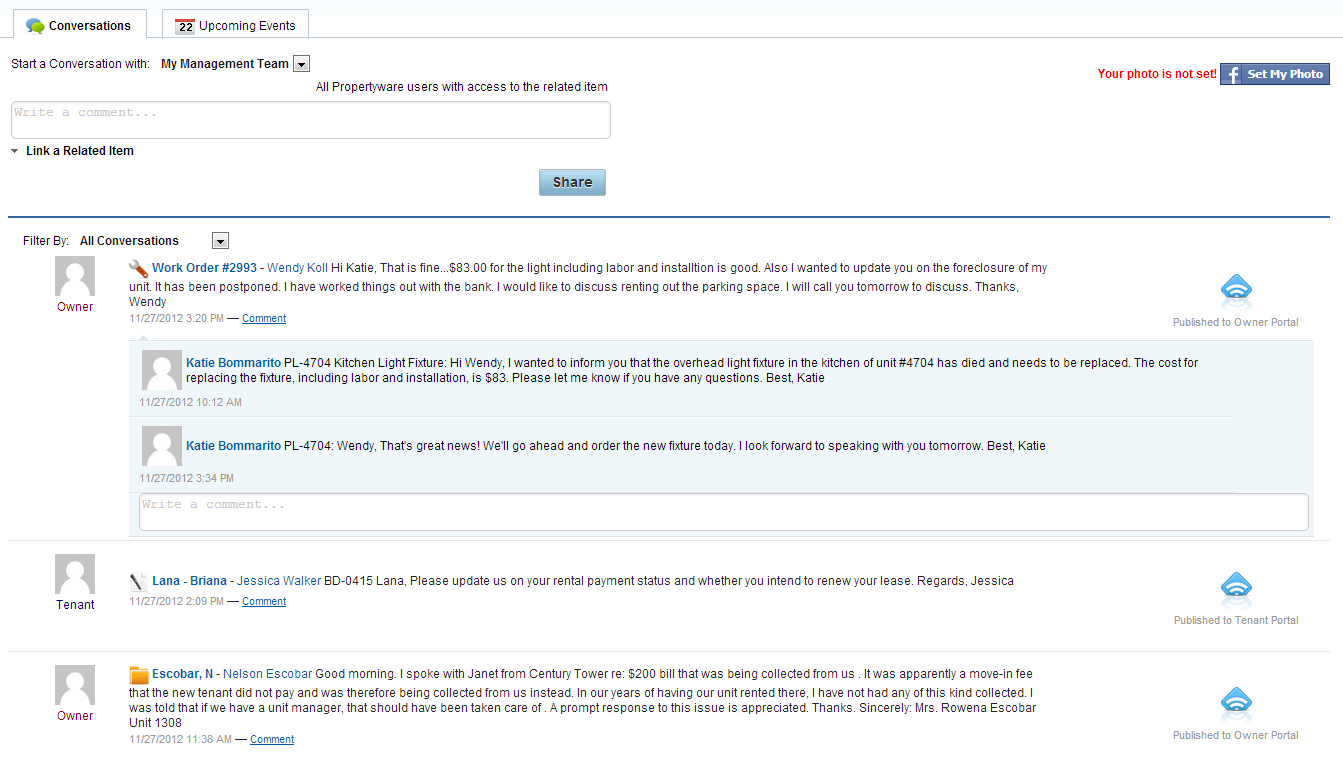 Conversations
22 Upcoming Events
Start a Conversation with: My Management Team
Your photo is not set! f Set My Photo
All Propertyware users with access to the related item
Write a comment...
Link a Related Item
Share
Filter By: All Conversations
Owner
Work Order #2993 - Wendy Koll Hi Katie, That is fine...$83.00 for the light including labor and installtion is good. Also I wanted to update you on the foreclosure of my
unit. It has been postponed. I have worked things out with the bank. I would like to discuss renting out the parking space. I will call you tomorrow to discuss. Thanks,
Wendy
11/27/2012 3:20 PM — Comment
Published to Owner Portal
Katie Bommarito PL-4704 Kitchen Light Fixture: Hi Wendy, I wanted to inform you that the overhead light fixture in the kitchen of unit #4704 has died and needs to be replaced. The cost for
replacing the fixture, including labor and installation, is $83. Please let me know if you have any questions. Best, Katie
11/27/2012 10:12 AM
Katie Bommarito PL-4704: Wendy, That's great news! We'll go ahead and order the new fixture today. I look forward to speaking with you tomorrow. Best, Katie
11/27/2012 3:34 PM
Write a comment...
Tenant
Lana - Briana - Jessica Walker BD-0415 Lana, Please update us on your rental payment status and whether you intend to renew your lease. Regards, Jessica
11/27/2012 2:09 PM — Comment
Published to Tenant Portal
Owner
Escobar, N - Nelson Escobar Good morning. I spoke with Janet from Century Tower re: $200 bill that was being collected from us . It was apparently a move-in fee
that the new tenant did not pay and was therefore being collected from us instead. In our years of having our unit rented there, I have not had any of this kind collected. I
was told that if we have a unit manager, that should have been taken care of . A prompt response to this issue is appreciated. Thanks. Sincerely: Mrs. Rowena Escobar
Unit 1308
11/27/2012 11:38 AM — Comment
Published to Owner Portal